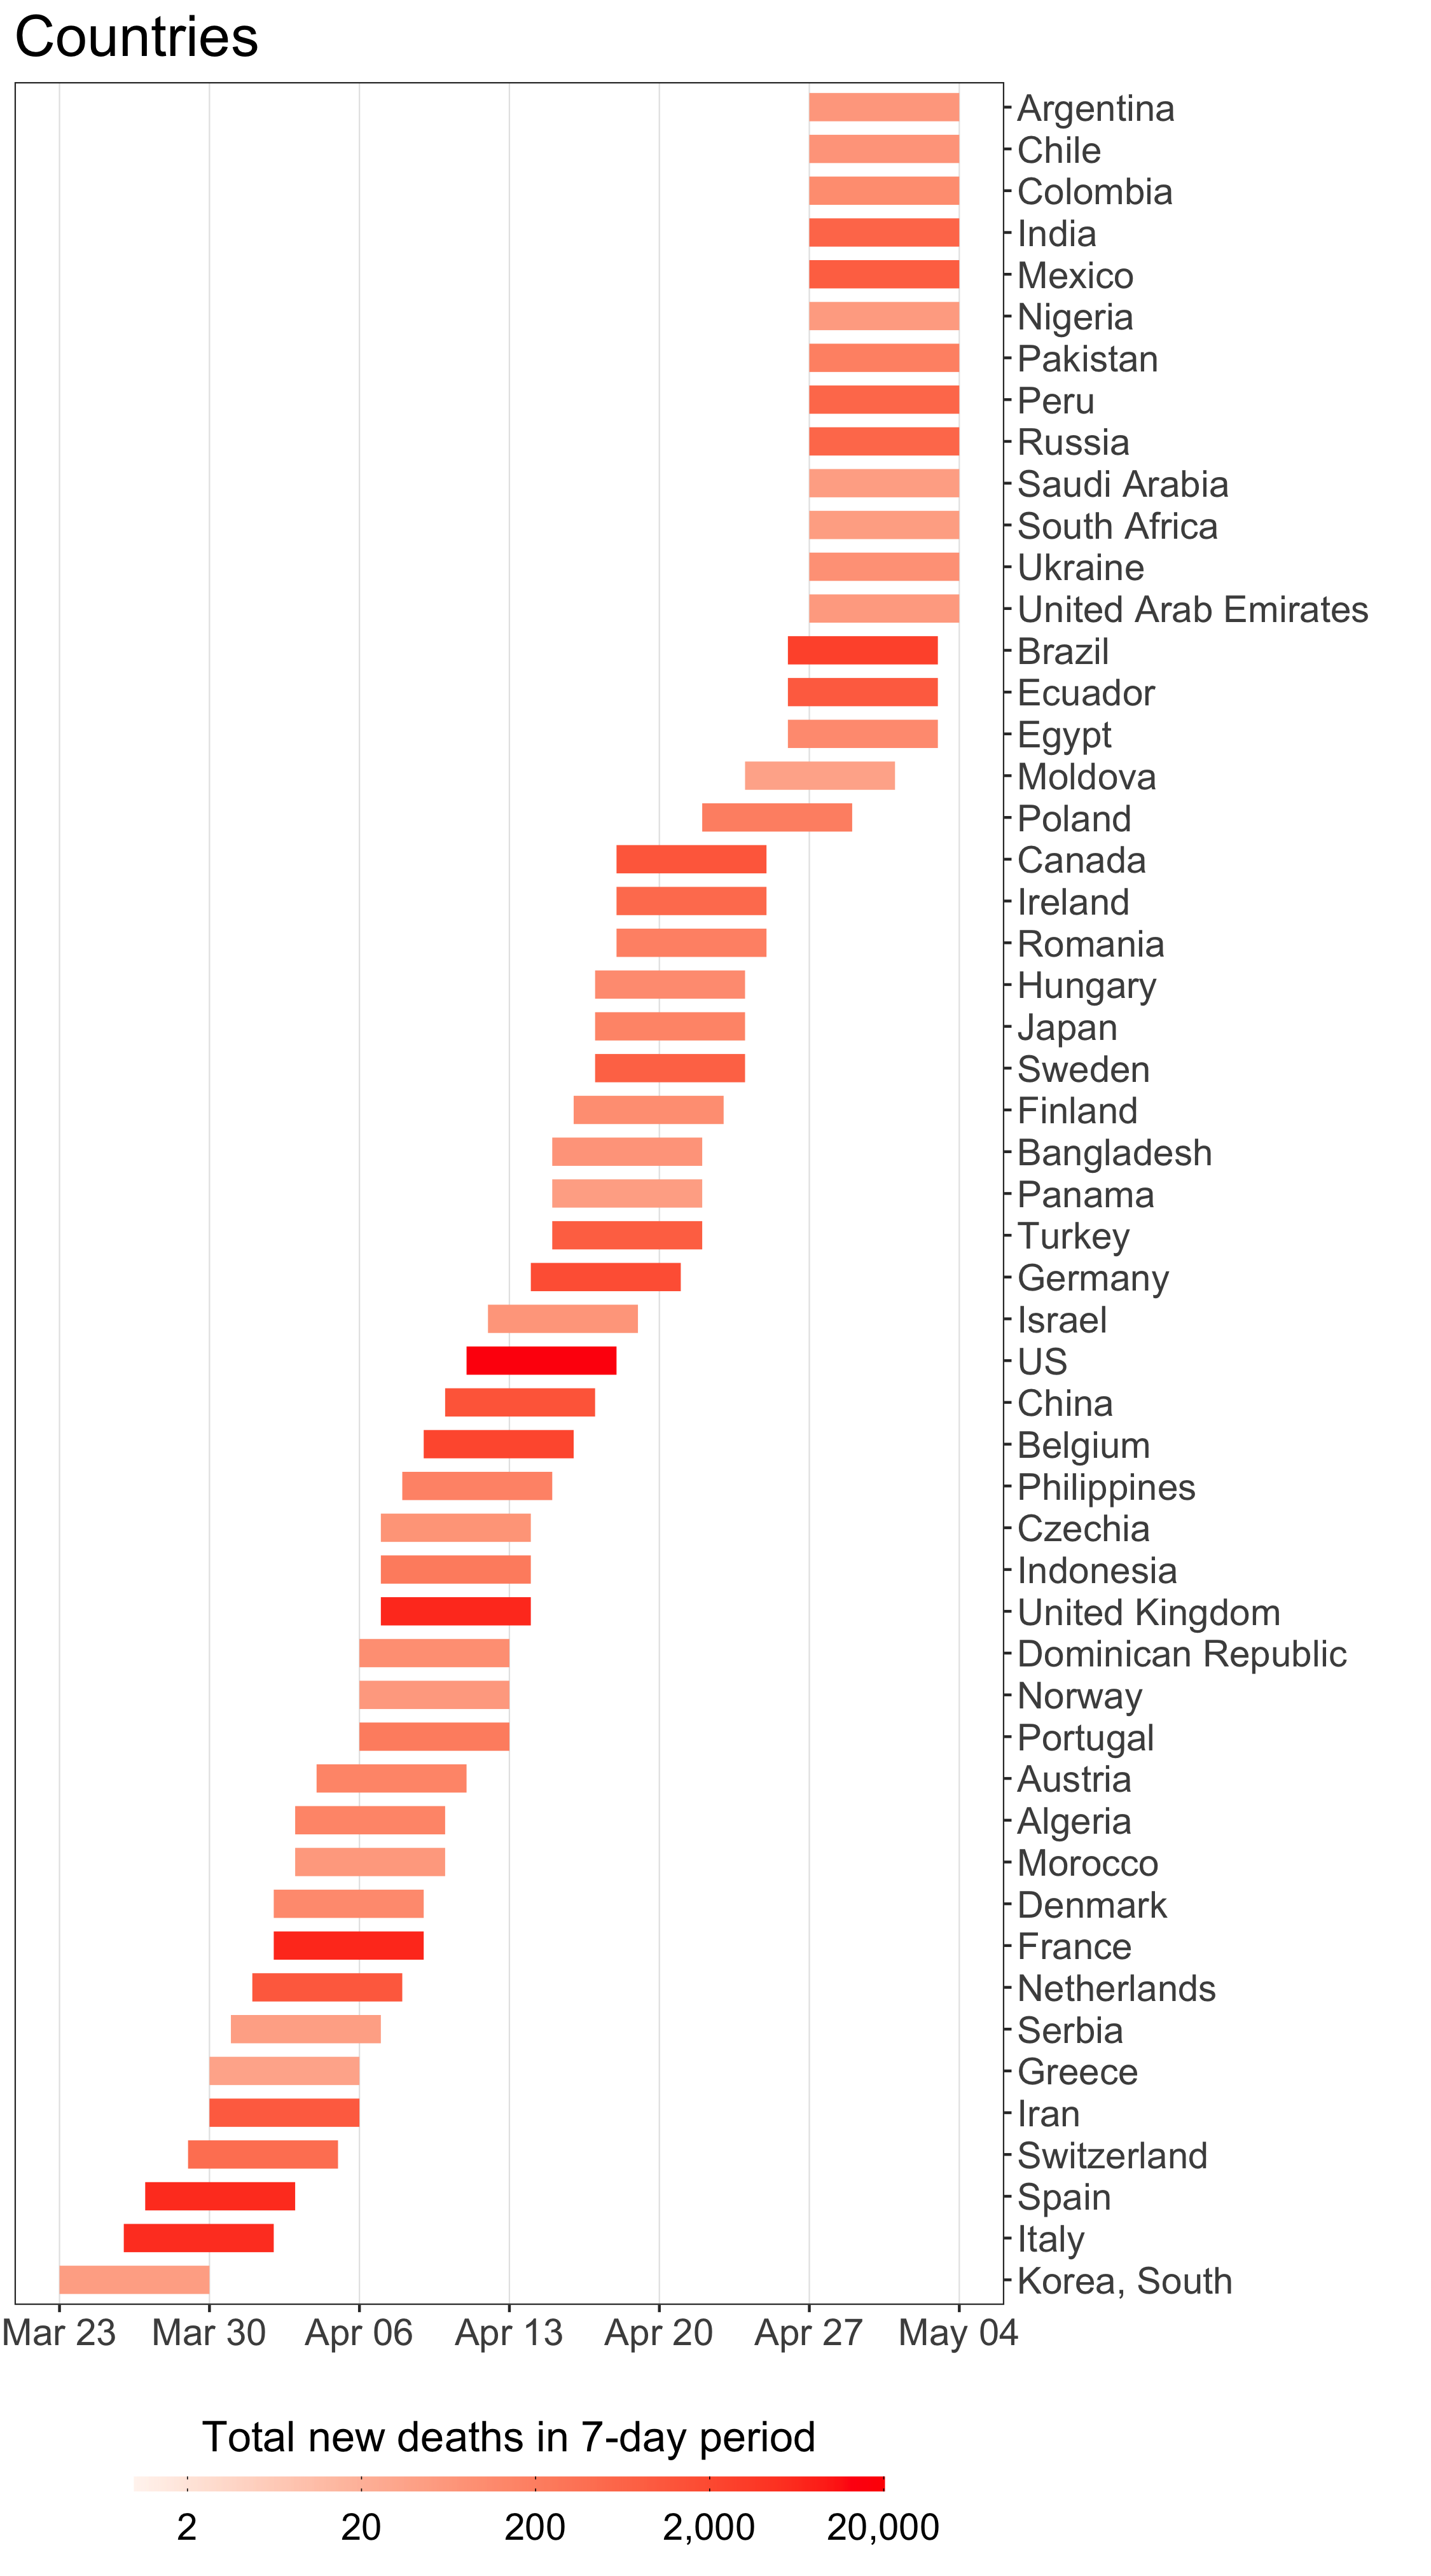 Countries
Argentina
Chile
Colombia
India
Mexico
Nigeria
Pakistan
Peru
Russia
Saudi Arabia
South Africa
Ukraine
United Arab Emirates
Brazil
Ecuador
Egypt
Moldova
Poland
Canada
Ireland
Romania
Hungary
Japan
Sweden
Finland
Bangladesh
Panama
Turkey
Germany
Israel
US
China
Belgium
Philippines
Czechia
Indonesia
United Kingdom
Dominican Republic
Norway
Portugal
Austria
Algeria
Morocco
Denmark
France
Netherlands
Serbia
Greece
Iran
Switzerland
Spain
Italy
Korea, South
Mar 23 Mar 30 Apr 06 Apr 13 Apr 20 Apr 27 May 04
Total new deaths in 7-day period
2 20 200 2,000 20,000